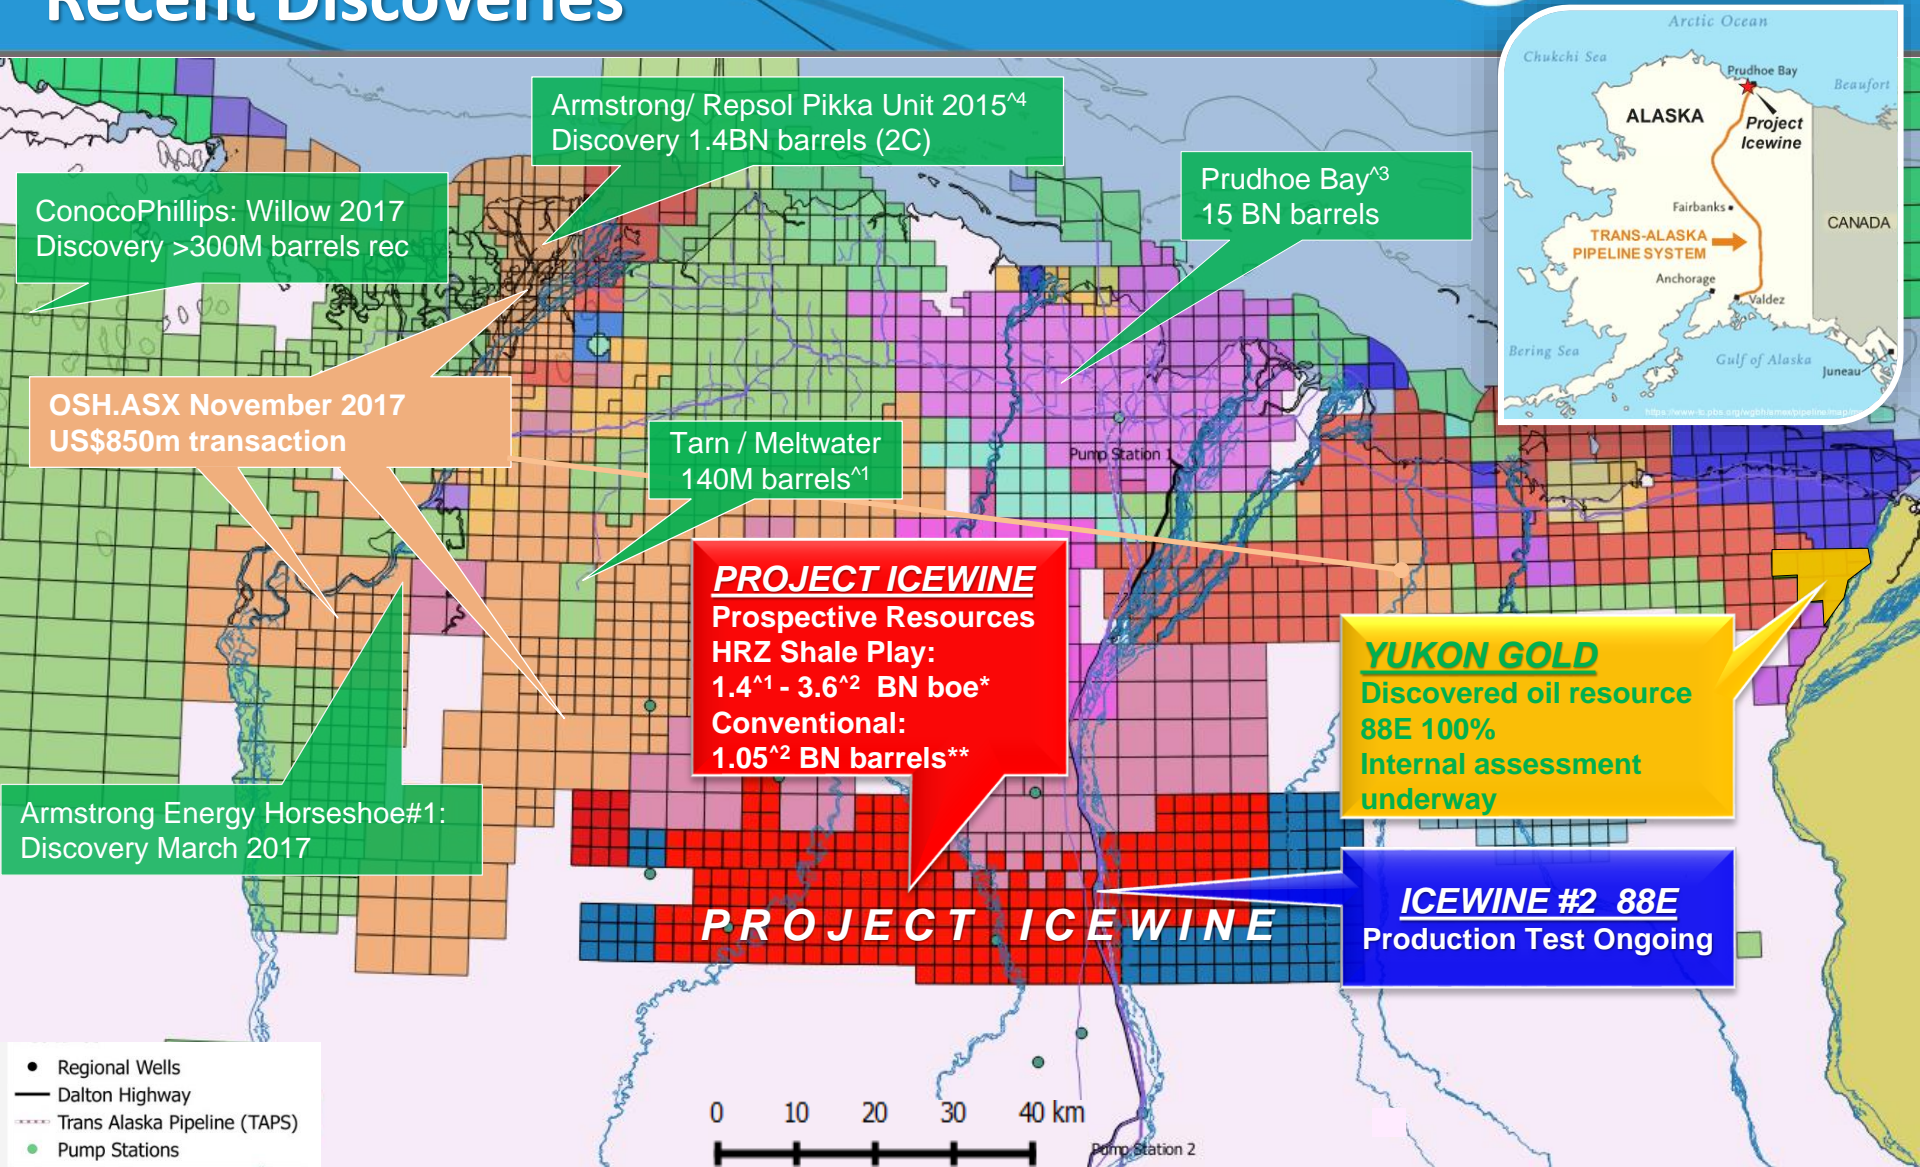 Recent Discoveries
Arctic Ocean
Chukchi Sea
Prudhoe Bay
Beaufort
ALASKA
Project
Icewine
Fairbanks
CANADA
TRANS-ALASKA
PIPELINE SYSTEM
Anchorage
Valdez
Bering Sea
Gulf of Alaska
Juneau
Armstrong/ Repsol Pikka Unit 2015^4
Discovery 1.4BN barrels (2C)
Prudhoe Bay^3
15 BN barrels
ConocoPhillips: Willow 2017
Discovery >300M barrels rec
OSH.ASX November 2017
US$850m transaction
Tarn / Meltwater
140M barrels^1
Pump Station 1
PROJECT ICEWINE
Prospective Resources
HRZ Shale Play:
1.4^1 - 3.6^2 BN boe*
Conventional:
1.05^2 BN barrels**
YUKON GOLD
Discovered oil resource
88E 100%
Internal assessment
underway
Armstrong Energy Horseshoe#1:
Discovery March 2017
PROJECT ICEWINE
ICEWINE #2 88E
Production Test Ongoing
Regional Wells
Dalton Highway
Trans Alaska Pipeline (TAPS)
Pump Stations
0 10 20 30 40 km
Pump Station 2